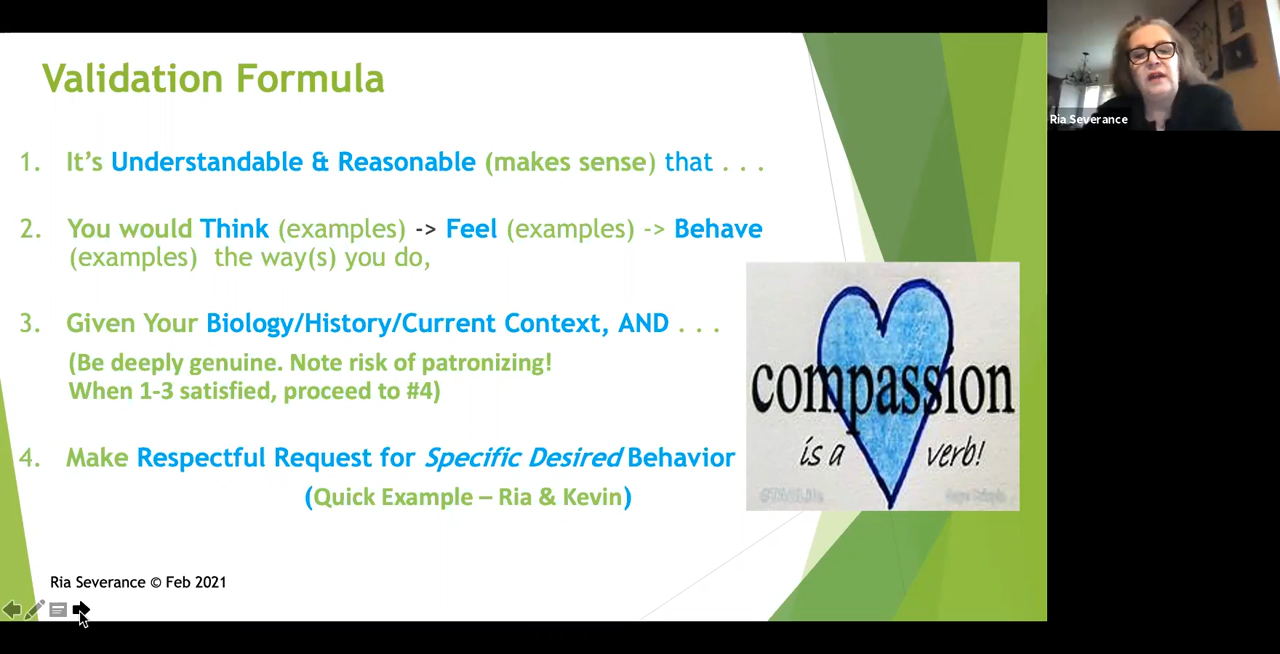 Validation Formula
1. It's Understandable & Reasonable (makes sense) that . . .
2. You would Think (examples) -> Feel (examples) -> Behave
(examples) the way(s) you do,
3. Given Your Biology/History/Current Context, AND . . .
(Be deeply genuine. Note risk of patronizing!
When 1-3 satisfied, proceed to #4)
4. Make Respectful Request for Specific Desired Behavior
(Quick Example – Ria & Kevin)
Ria Severance © Feb 2021
compassion
is a verb!
Ria Severance